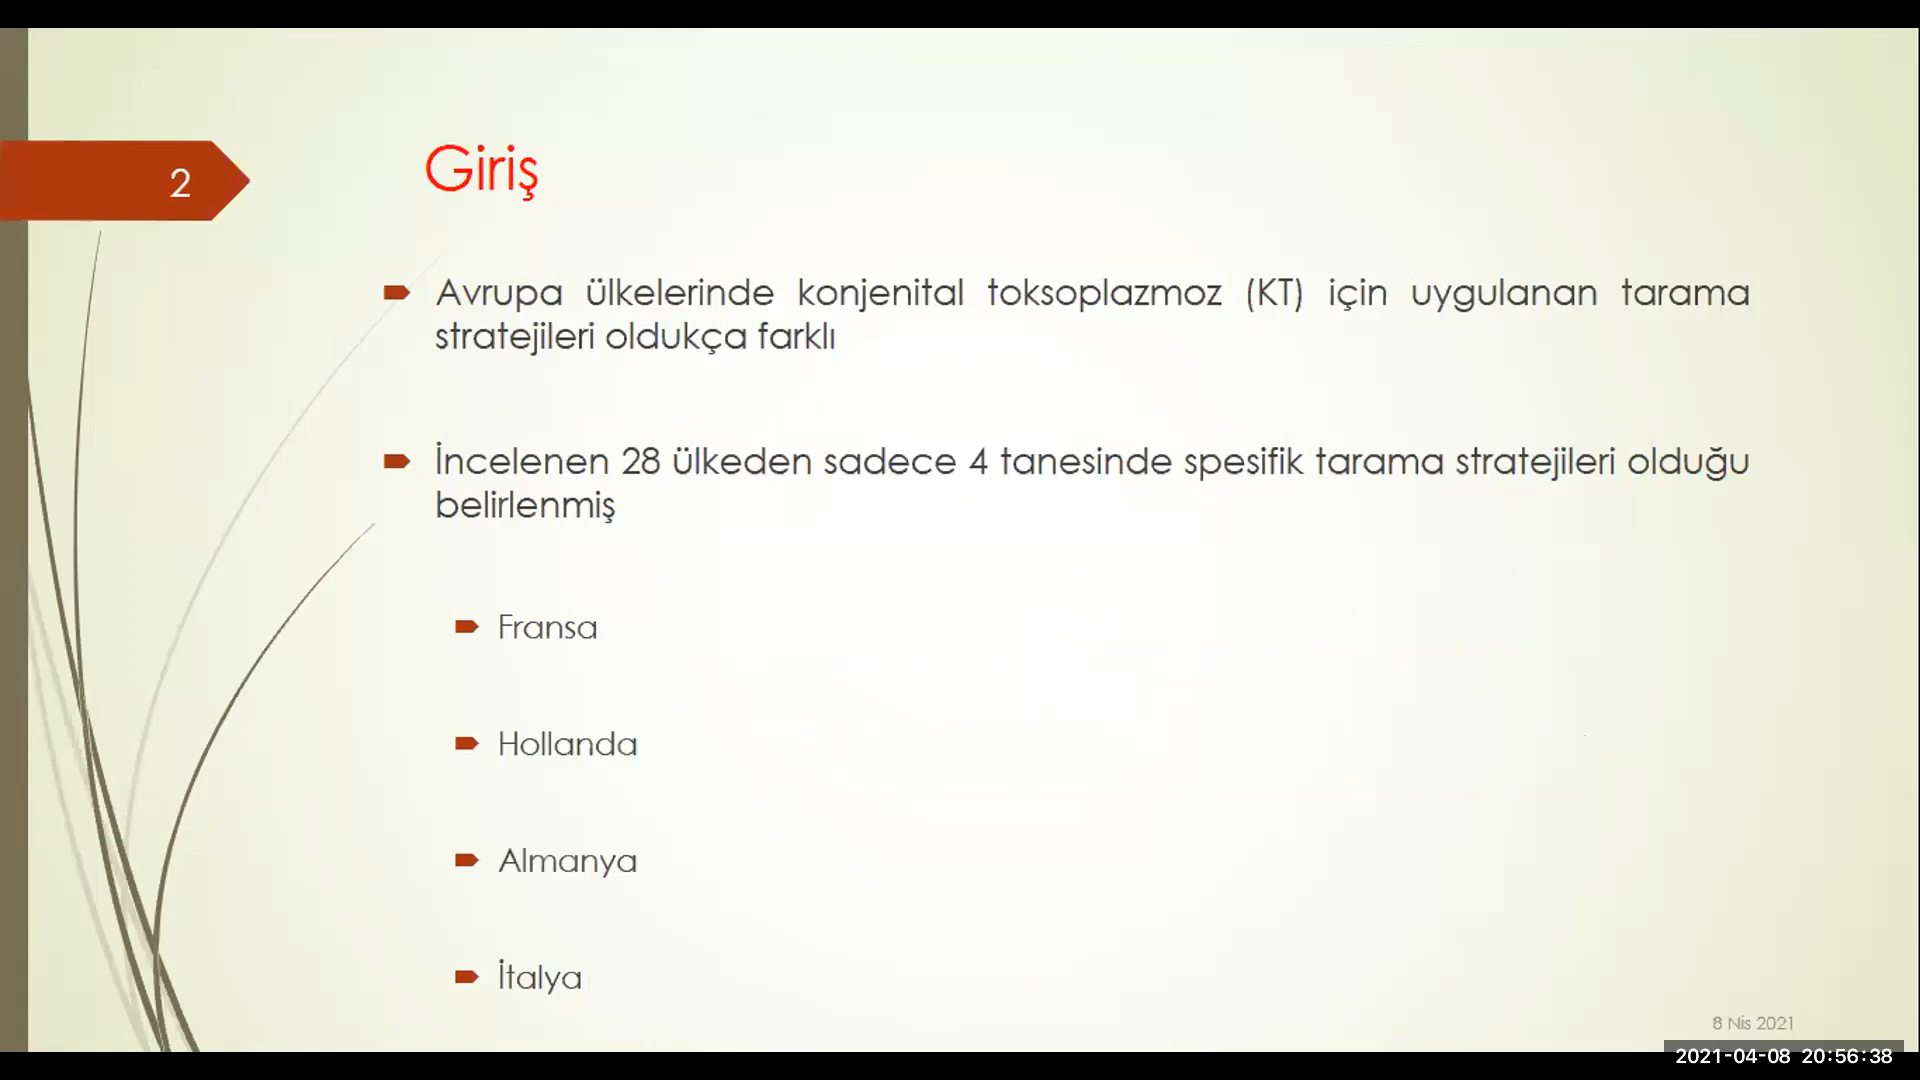 2
Giriş
Avrupa ülkelerinde konjenital toksoplazmoz (KT) için uygulanan tarama
stratejileri oldukça farklı
İncelenen 28 ülkeden sadece 4 tanesinde spesifik tarama stratejileri olduğu
belirlenmiş
Fransa
Hollanda
Almanya
İtalya
8 Nis 2021
2021-04-08 20:56:38